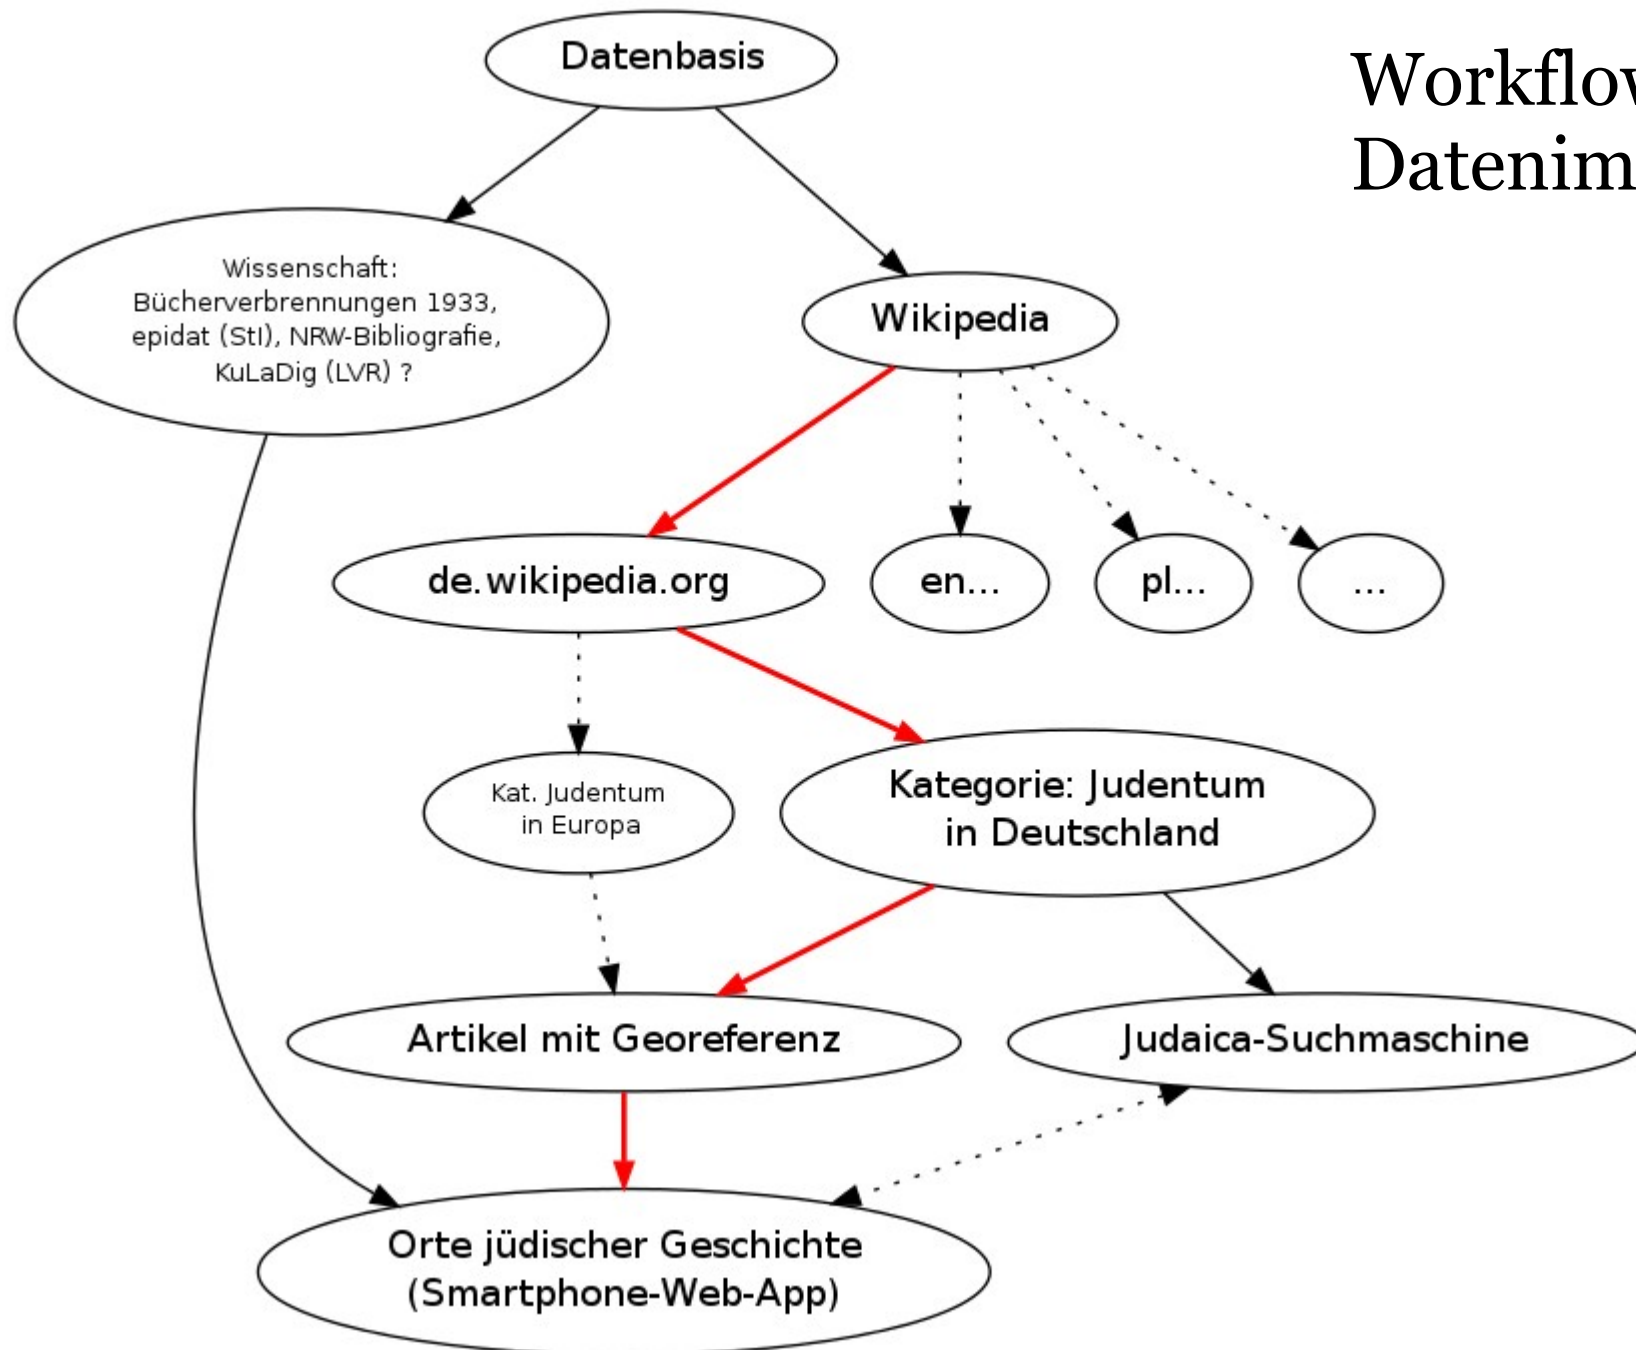 Datenbasis
Workflow
Datenim
Wissenschaft:
Bücherverbrennungen 1933,
epidat (StI), NRW-Bibliografie,
KuLaDig (LVR) ?
Wikipedia
de.wikipedia.org
en...
pl...
...
Kat. Judentum
in Europa
Kategorie: Judentum
in Deutschland
Artikel mit Georeferenz
Judaica-Suchmaschine
Orte jüdischer Geschichte
(Smartphone-Web-App)